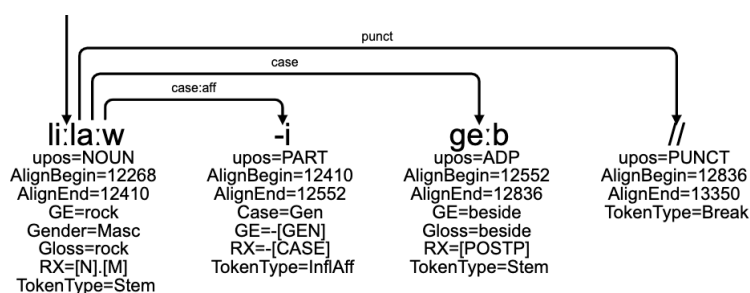 punct
case
case:aff
li:la:w -i ge:b //
upos=NOUN upos=PART upos=ADP upos=PUNCT
AlignBegin=12268 AlignBegin=12410 AlignBegin=12552 AlignBegin=12836
AlignEnd=12410 AlignEnd=12552 AlignEnd=12836 AlignEnd=13350
GE=rock Case=Gen GE=beside TokenType=Break
Gender=Masc GE=-[GEN] Gloss=beside
Gloss=rock RX=-[CASE] RX=[POSTP]
RX=[N].[M] TokenType=InflAff TokenType=Stem
TokenType=Stem